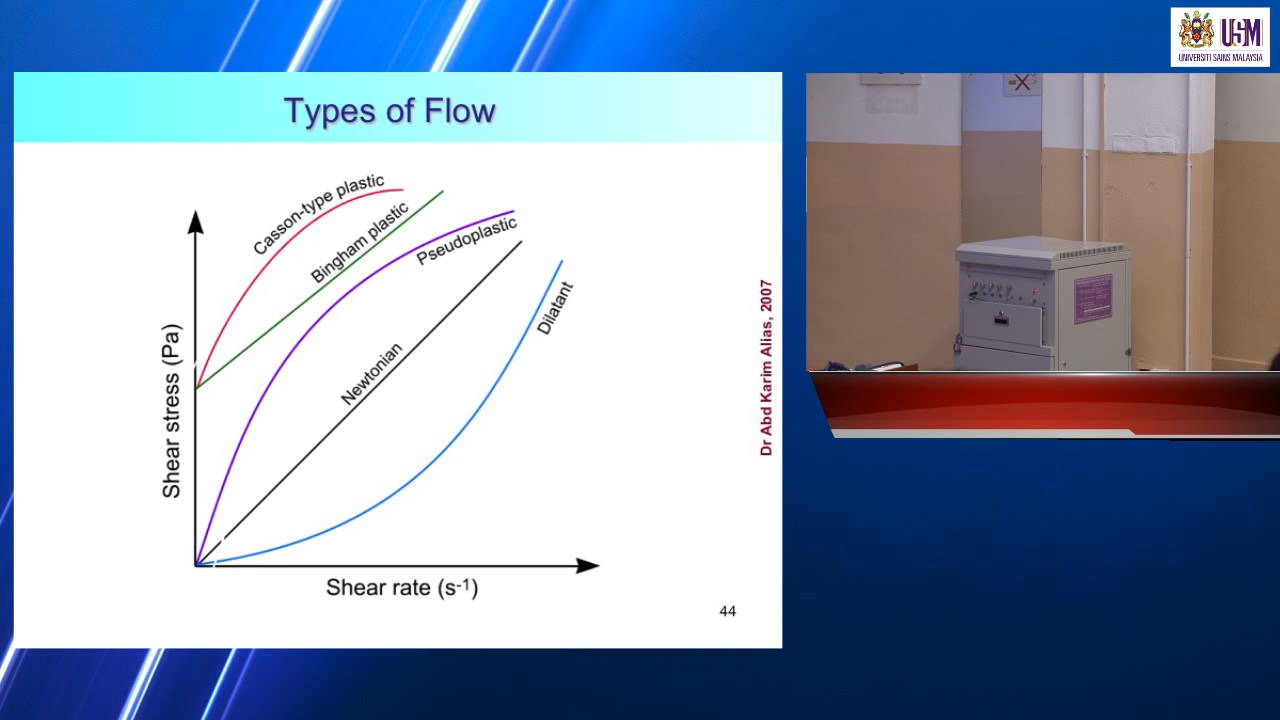 USM
UNIVERSITI SAINS MALAYSIA
Types of Flow
Casson-type plastic
Bingham plastic
Pseudoplastic
Newtonian
Dilatant
Shear stress (Pa)
Shear rate (s-1)
Dr Abd Karim Alias, 2007
44